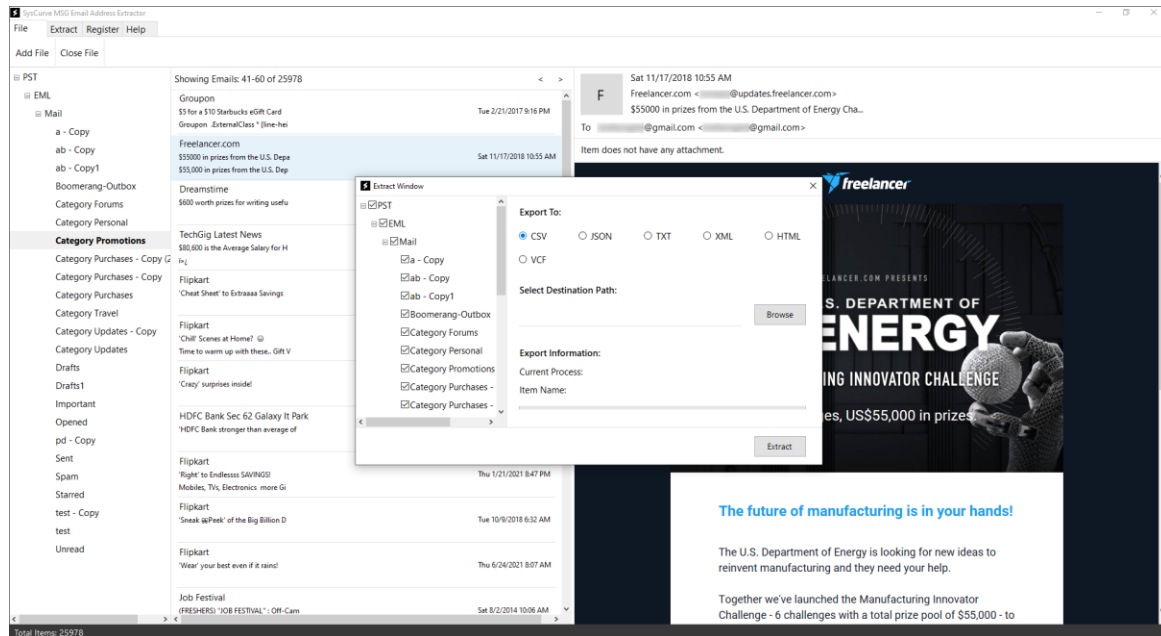 SysCurve MSG Email Address Extractor
File Extract Register Help
Add File Close File
PST
EML
Mail
a - Copy
ab - Copy
ab - Copy1
Boomerang-Outbox
Category Forums
Category Personal
Category Promotions
Category Purchases - Copy (2
Category Purchases - Copy
Category Purchases
Category Travel
Category Updates - Copy
Category Updates
Drafts
Drafts1
Important
Opened
pd - Copy
Sent
Spam
Starred
test - Copy
test
Unread
Showing Emails: 41-60 of 25978 < >
Groupon
$5 for a $10 Starbucks eGift Card Tue 2/21/2017 9:16 PM
Groupon .ExternalClass * {line-hei
Freelancer.com
$55000 in prizes from the U.S. Depa Sat 11/17/2018 10:55 AM
$55,000 in prizes from the U.S. Dep
Dreamstime
$600 worth prizes for writing usefu
TechGig Latest News
$80,600 is the Average Salary for H
ï»¿
Flipkart
'Cheat Sheet' to Extraaaa Savings
Flipkart
'Chill' Scenes at Home? 😉
Time to warm up with these.. Gift V
Flipkart
'Crazy' surprises inside!
HDFC Bank Sec 62 Galaxy It Park
'HDFC Bank stronger than average of
Flipkart
'Right' to Endlessss SAVINGS! Thu 1/21/2021 8:47 PM
Mobiles, TVs, Electronics more Gi
Flipkart
'Sneak Peek' of the Big Billion D Tue 10/9/2018 6:32 AM
Flipkart
'Wear' your best even if it rains! Thu 6/24/2021 8:07 AM
Job Festival
(FRESHERS) "JOB FESTIVAL" : Off-Cam Sat 8/2/2014 10:06 AM
F
Sat 11/17/2018 10:55 AM
Freelancer.com < @updates.freelancer.com>
$55000 in prizes from the U.S. Department of Energy Cha...
To @gmail.com < @gmail.com>
Item does not have any attachment.
freelancer
ELANCER.COM PRESENTS
S. DEPARTMENT OF
ENERGY
ING INNOVATOR CHALLENGE
es, US$55,000 in prizes
The future of manufacturing is in your hands!
The U.S. Department of Energy is looking for new ideas to
reinvent manufacturing and they need your help.
Together we've launched the Manufacturing Innovator
Challenge - 6 challenges with a total prize pool of $55,000 - to
Extract Window
PST
EML
Mail
a - Copy
ab - Copy
ab - Copy1
Boomerang-Outbox
Category Forums
Category Personal
Category Promotions
Category Purchases -
Category Purchases -
Export To:
CSV JSON TXT XML HTML
VCF
Select Destination Path:
Browse
Export Information:
Current Process:
Item Name:
Extract
Total Items: 25978